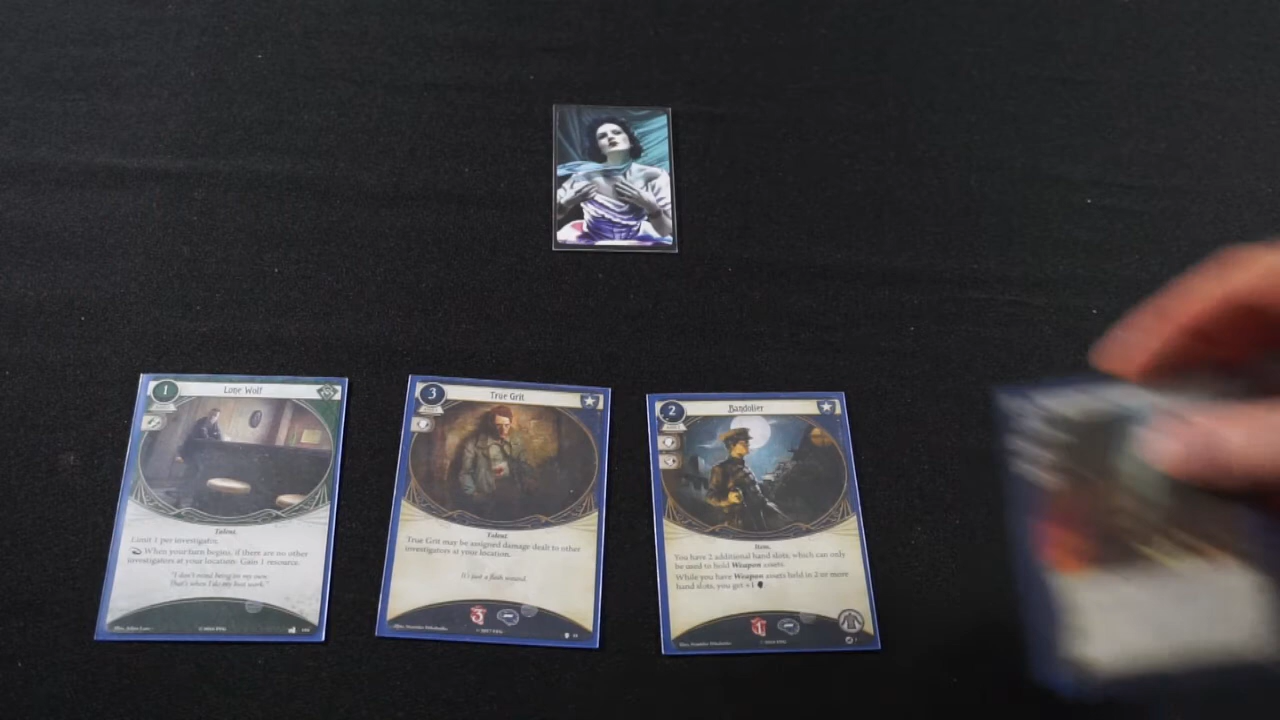 1
Lone Wolf
Talent.
Limit 1 per investigator.
When your turn begins, if there are no other
investigators at your location: Gain 1 resource.
"I don't mind being on my own.
That's when I do my best work."
3
True Grit
Talent.
True Grit may be assigned damage dealt to other
investigators at your location.
It's just a flesh wound.
3
2
Bandolier
Item.
You have 2 additional hand slots, which can only
be used to hold Weapon assets.
While you have Weapon assets held in 2 or more
hand slots, you get +1
1